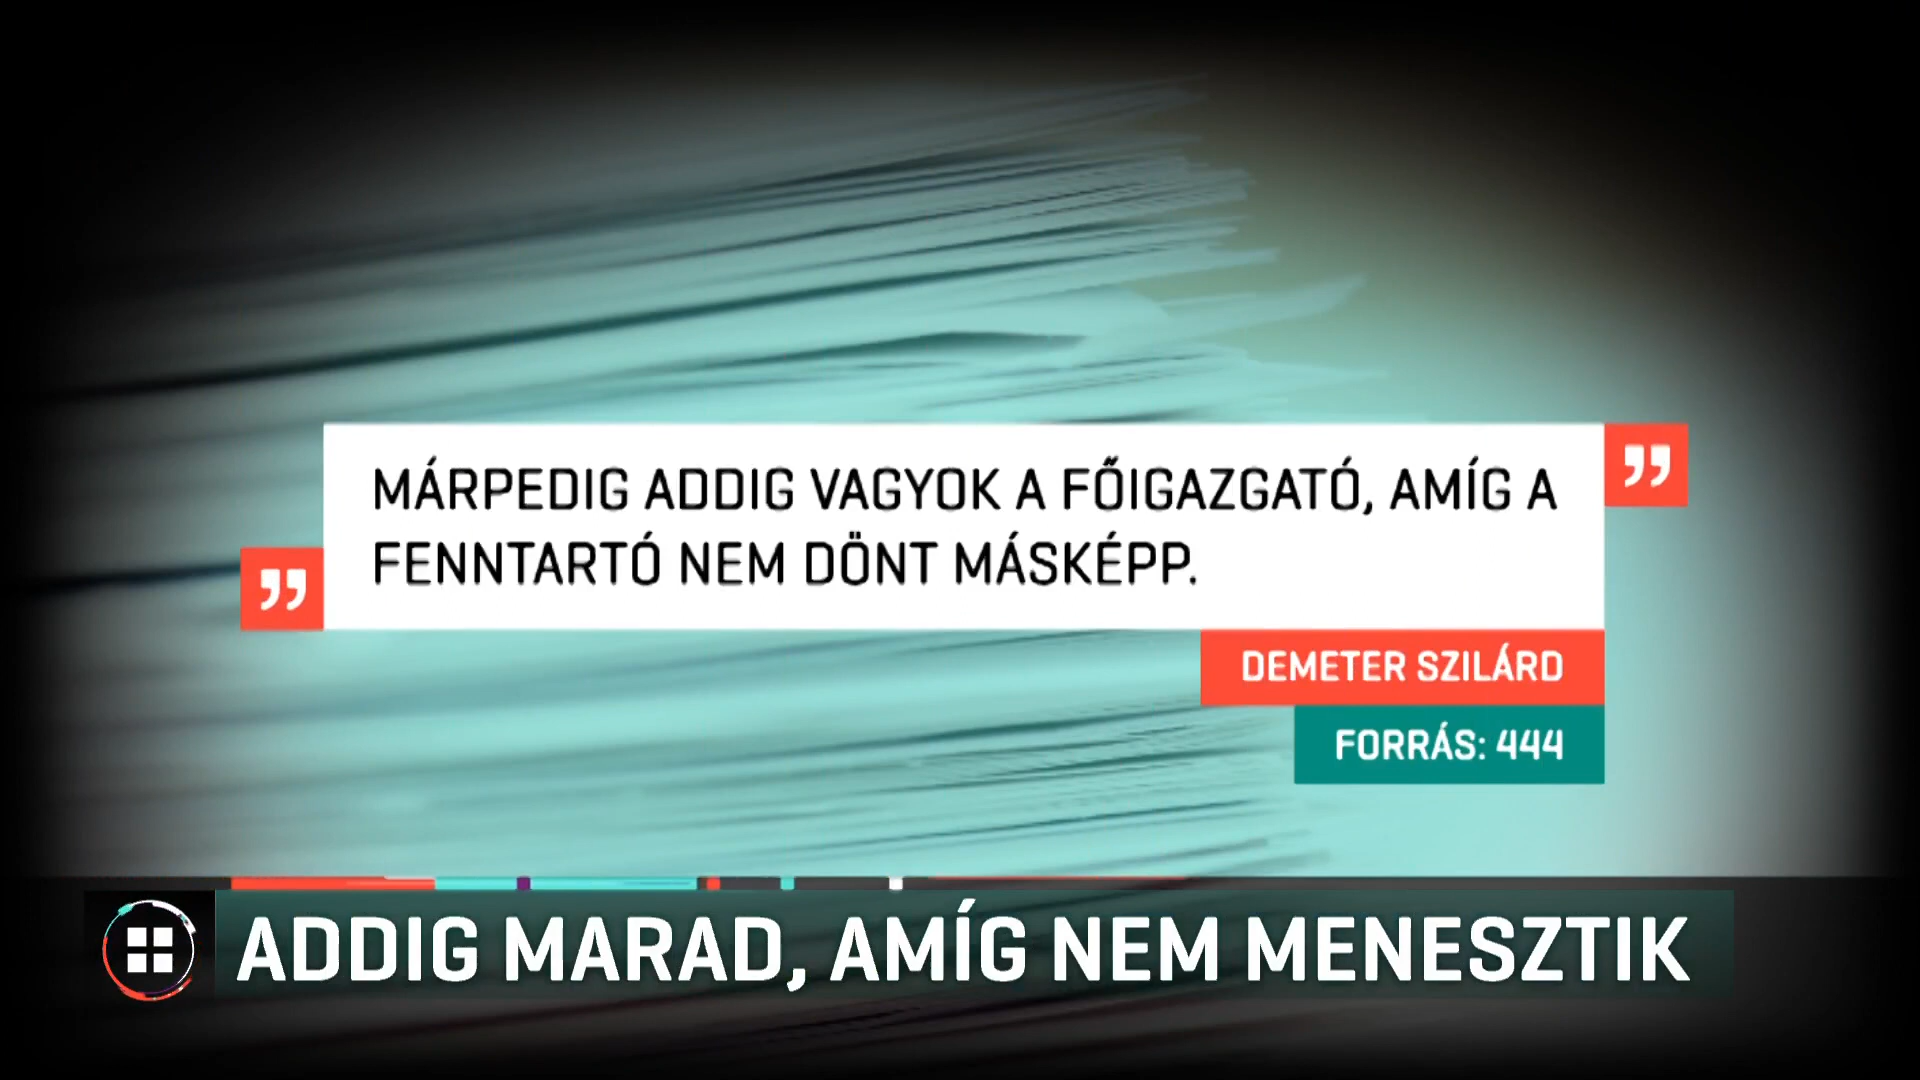 MÁRPEDIG ADDIG VAGYOK A FŐIGAZGATÓ, AMÍG A
FENNTARTÓ NEM DÖNT MÁSKÉPP.
DEMETER SZILÁRD
FORRÁS: 444
ADDIG MARAD, AMÍG NEM MENESZTIK